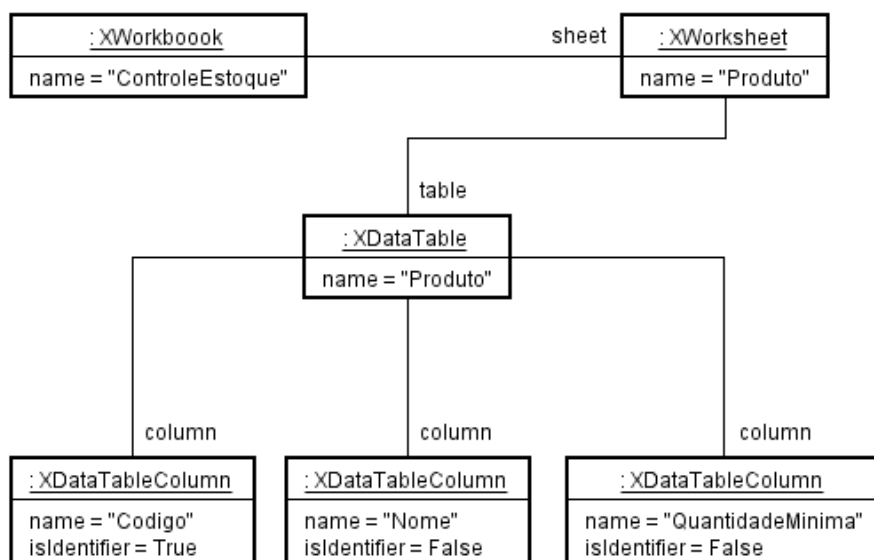 : XWorkboook
name = "ControleEstoque"
sheet
: XWorksheet
name = "Produto"
table
: XDataTable
name = "Produto"
column
column
column
: XDataTableColumn
name = "Codigo"
isIdentifier = True
: XDataTableColumn
name = "Nome"
isIdentifier = False
: XDataTableColumn
name = "QuantidadeMinima"
isIdentifier = False